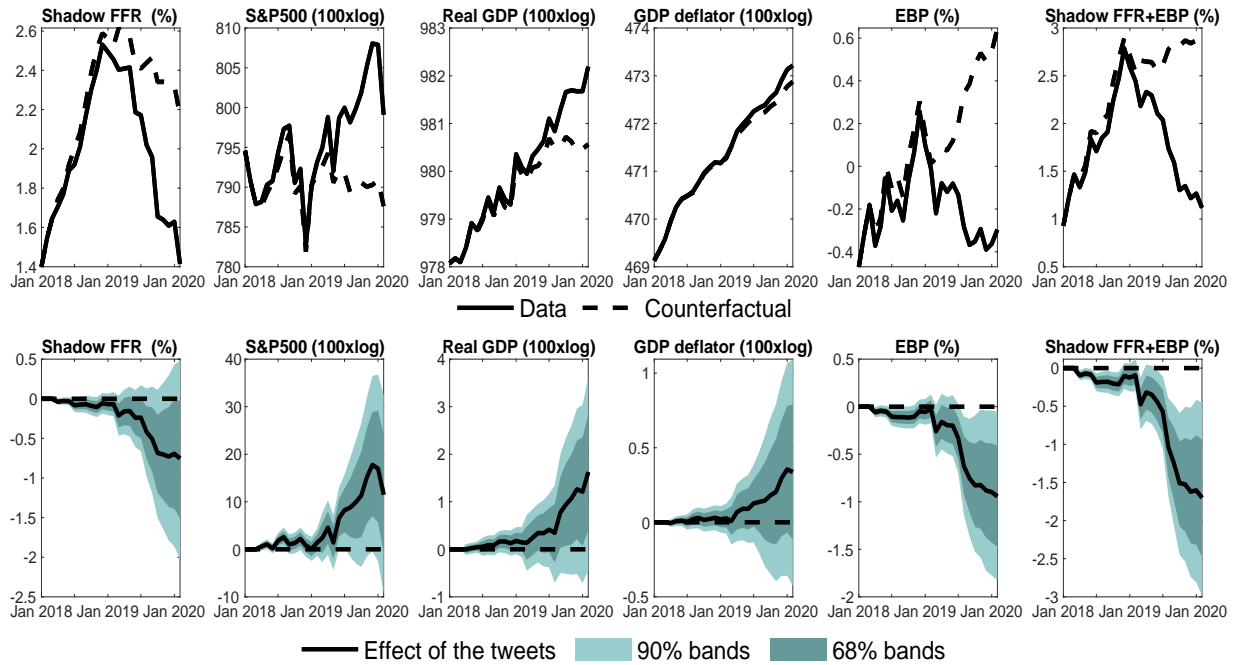 Shadow FFR (%) S&P500 (100xlog) Real GDP (100xlog) GDP deflator (100xlog) EBP (%) Shadow FFR+EBP (%)
2.6 2.4 2.2 2 1.8 1.6 1.4
810 805 800 795 790 785 780
983 982 981 980 979 978
474 473 472 471 470 469
0.6 0.4 0.2 0 -0.2 -0.4
3 2.5 2 1.5 1 0.5
Jan 2018 Jan 2019 Jan 2020 Jan 2018 Jan 2019 Jan 2020 Jan 2018 Jan 2019 Jan 2020 Jan 2018 Jan 2019 Jan 2020 Jan 2018 Jan 2019 Jan 2020 Jan 2018 Jan 2019 Jan 2020
Data Counterfactual
Shadow FFR (%) S&P500 (100xlog) Real GDP (100xlog) GDP deflator (100xlog) EBP (%) Shadow FFR+EBP (%)
0.5 0 -0.5 -1 -1.5 -2 -2.5
40 30 20 10 0 -10
4 3 2 1 0 -1
1 0.5 0 -0.5
0.5 0 -0.5 -1 -1.5 -2
0 -0.5 -1 -1.5 -2 -2.5 -3
Jan 2018 Jan 2019 Jan 2020 Jan 2018 Jan 2019 Jan 2020 Jan 2018 Jan 2019 Jan 2020 Jan 2018 Jan 2019 Jan 2020 Jan 2018 Jan 2019 Jan 2020 Jan 2018 Jan 2019 Jan 2020
Effect of the tweets 90% bands 68% bands